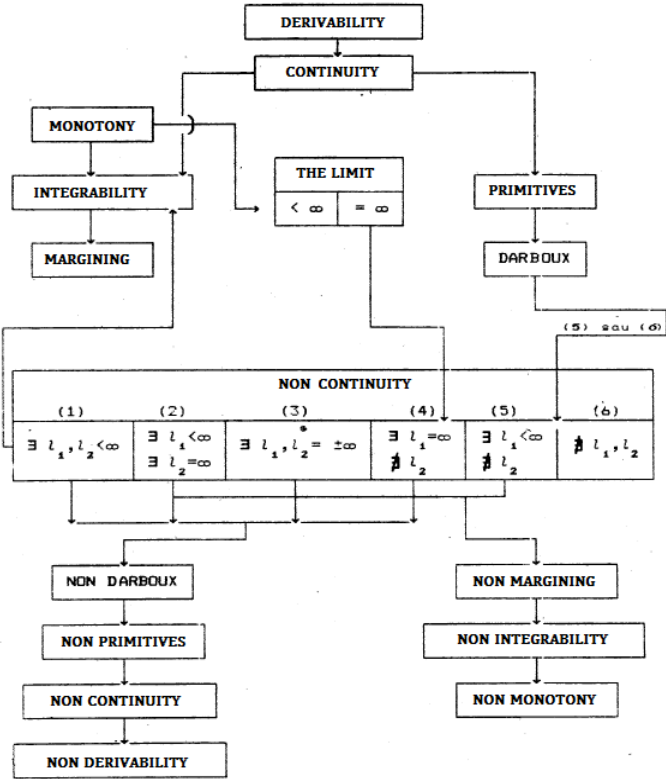 DERIVABILITY
CONTINUITY
MONOTONY
THE LIMIT
< ∞ = ∞
INTEGRABILITY
PRIMITIVES
MARGINING
DARBOUX
(5) sau (6)
NON CONTINUITY
(1) (2) (3) (4) (5) (6)
∃ l₁, l₂ < ∞
∃ l₁ < ∞
∃ l₂ = ∞
∃ l₁, l₂ = ±∞
∃ l₁ = ∞
∄ l₂
∃ l₁ < ∞
∄ l₂
∄ l₁, l₂
NON DARBOUX
NON MARGINING
NON PRIMITIVES
NON INTEGRABILITY
NON CONTINUITY
NON MONOTONY
NON DERIVABILITY